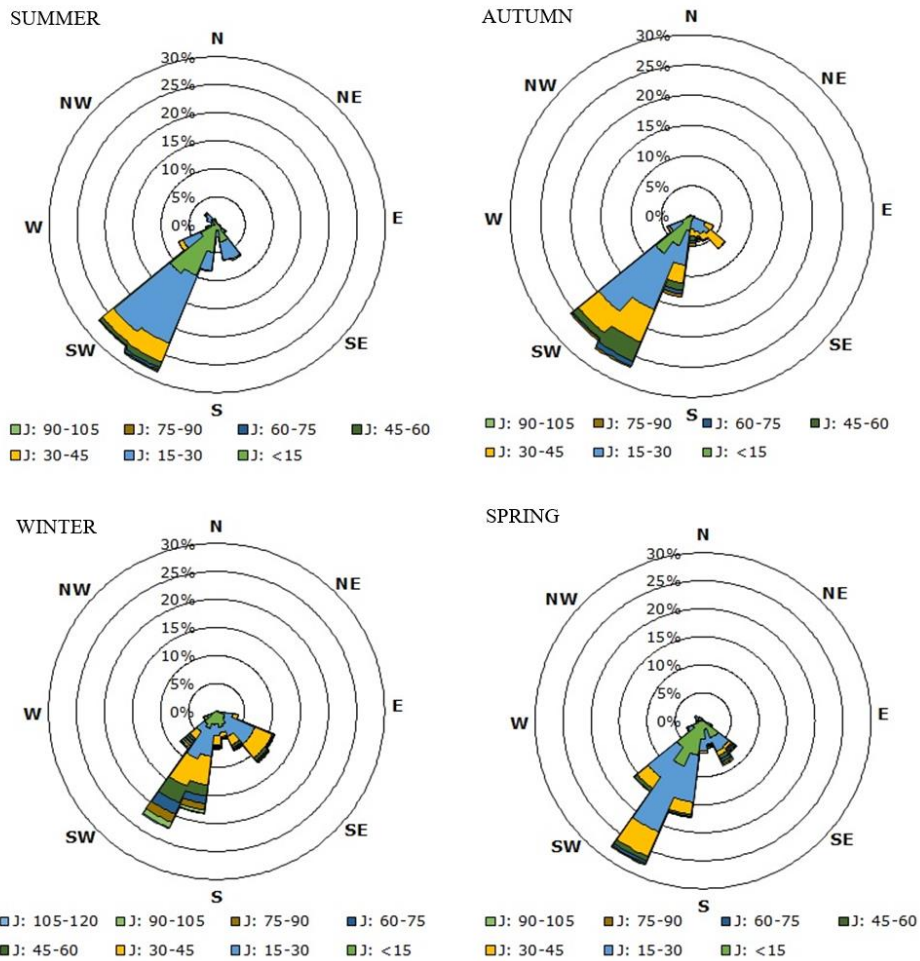 SUMMER
N
30%
25%
20%
15%
10%
5%
0%
NW
NE
W
E
SW
SE
S
J: 90-105 J: 75-90 J: 60-75 J: 45-60
J: 30-45 J: 15-30 J: <15
AUTUMN
N
30%
25%
20%
15%
10%
5%
0%
NW
NE
W
E
SW
SE
S
J: 90-105 J: 75-90 J: 60-75 J: 45-60
J: 30-45 J: 15-30 J: <15
WINTER
N
30%
25%
20%
15%
10%
5%
0%
NW
NE
W
E
SW
SE
S
J: 105-120 J: 90-105 J: 75-90 J: 60-75
J: 45-60 J: 30-45 J: 15-30 J: <15
SPRING
N
30%
25%
20%
15%
10%
5%
0%
NW
NE
W
E
SW
SE
S
J: 90-105 J: 75-90 J: 60-75 J: 45-60
J: 30-45 J: 15-30 J: <15